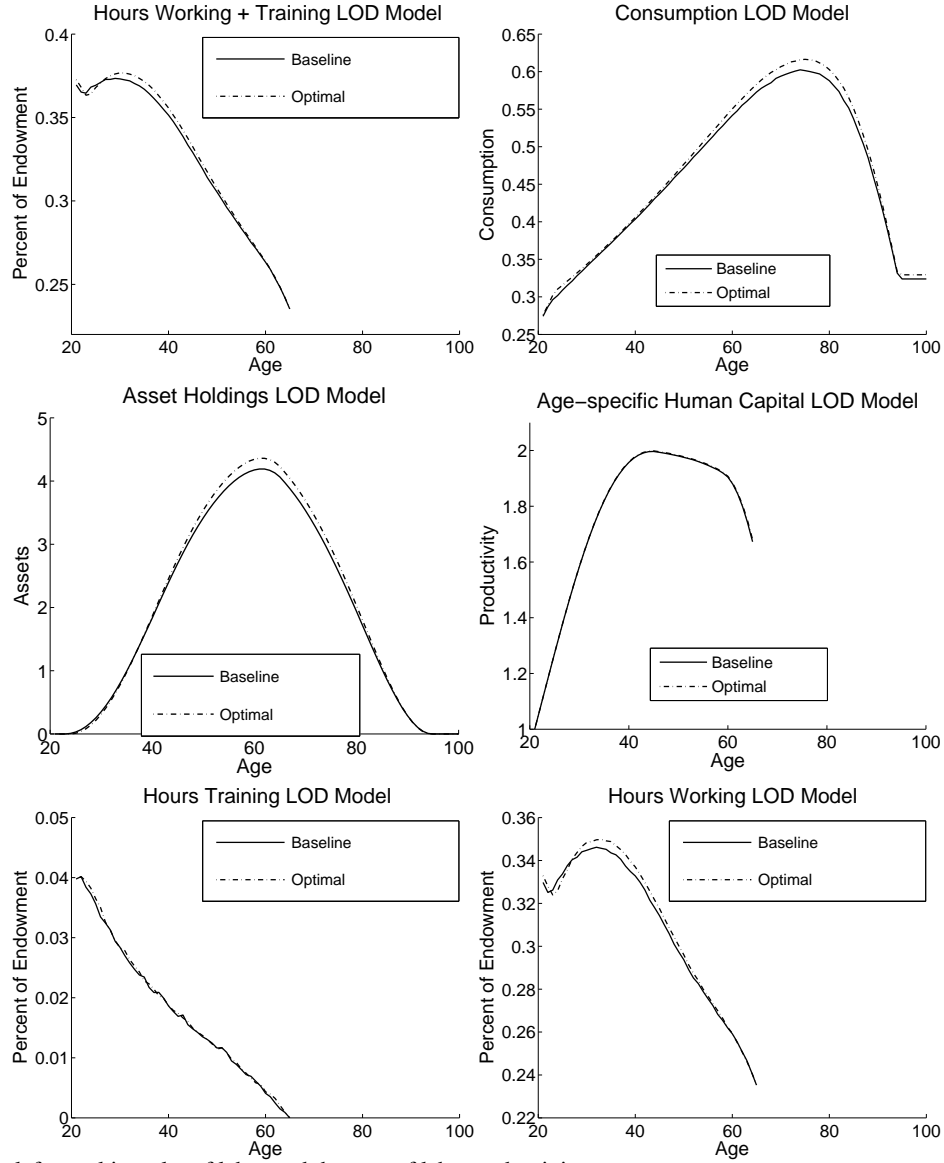 Hours Working + Training LOD Model
0.4
0.35
0.3
0.25
20
40
60
80
100
Age
Percent of Endowment
Baseline
Optimal
Consumption LOD Model
0.65
0.6
0.55
0.5
0.45
0.4
0.35
0.3
0.25
20
40
60
80
100
Age
Consumption
Baseline
Optimal
Asset Holdings LOD Model
5
4
3
2
1
0
20
40
60
80
100
Age
Assets
Baseline
Optimal
Age−specific Human Capital LOD Model
2
1.8
1.6
1.4
1.2
1
20
40
60
80
100
Age
Productivity
Baseline
Optimal
Hours Training LOD Model
0.05
0.04
0.03
0.02
0.01
0
20
40
60
80
100
Age
Percent of Endowment
Baseline
Optimal
Hours Working LOD Model
0.36
0.34
0.32
0.3
0.28
0.26
0.24
0.22
20
40
60
80
100
Age
Percent of Endowment
Baseline
Optimal